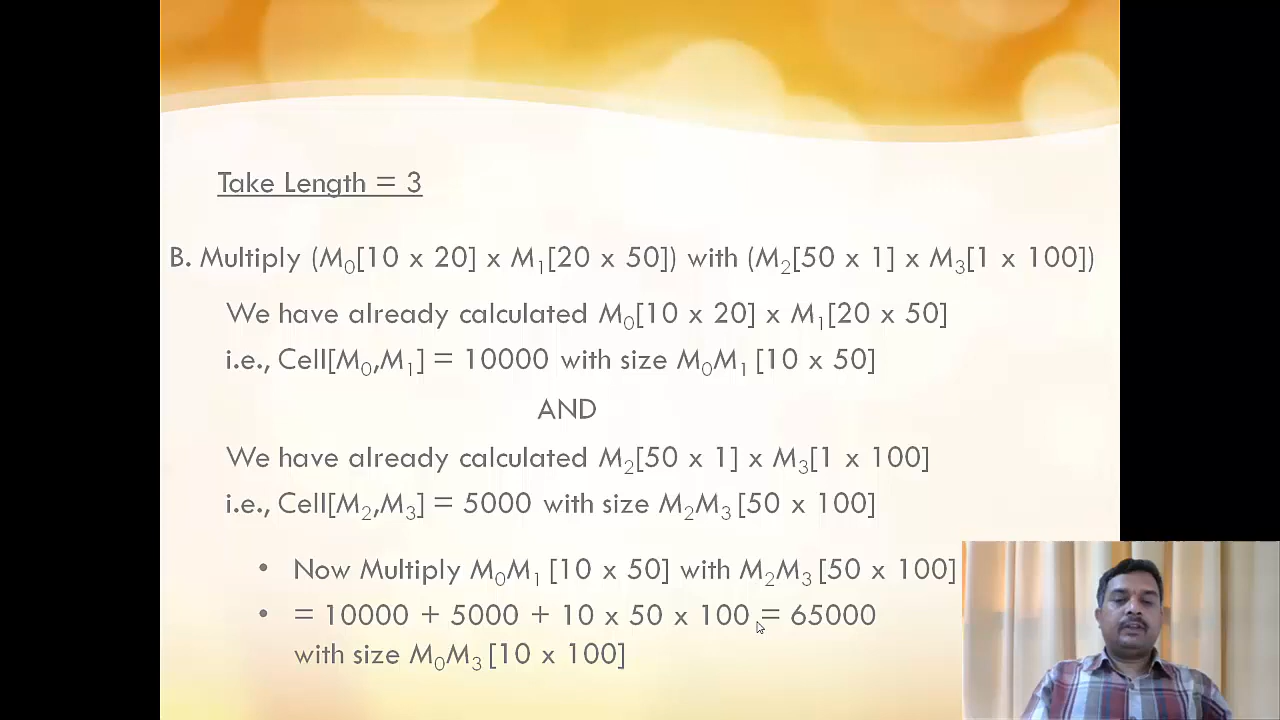 Take Length = 3
B. Multiply (M₀[10 x 20] x M₁[20 x 50]) with (M₂[50 x 1] x M₃[1 x 100])
We have already calculated M₀[10 x 20] x M₁[20 x 50]
i.e., Cell[M₀,M₁] = 10000 with size M₀M₁ [10 x 50]
AND
We have already calculated M₂[50 x 1] x M₃[1 x 100]
i.e., Cell[M₂,M₃] = 5000 with size M₂M₃ [50 x 100]
• Now Multiply M₀M₁ [10 x 50] with M₂M₃ [50 x 100]
• = 10000 + 5000 + 10 x 50 x 100 = 65000
with size M₀M₃ [10 x 100]